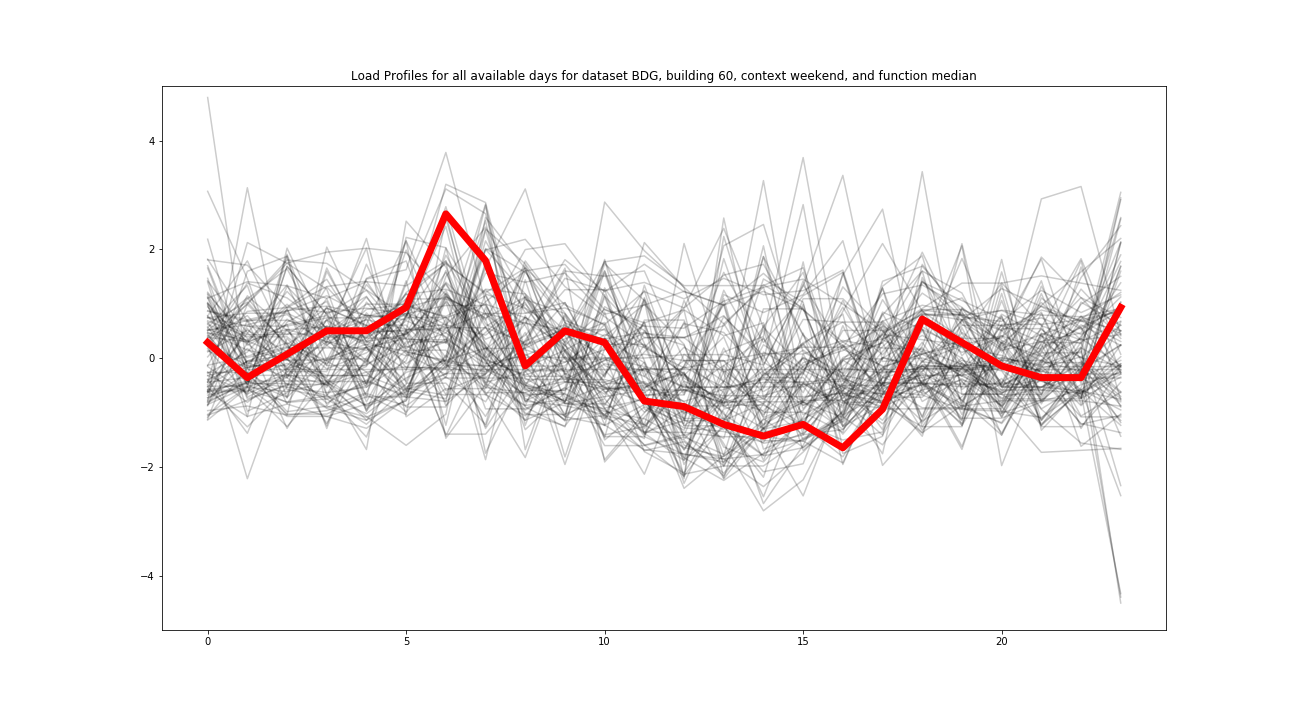 Load Profiles for all available days for dataset BDG, building 60, context weekend, and function median
4
2
0
−2
−4
0 5 10 15 20